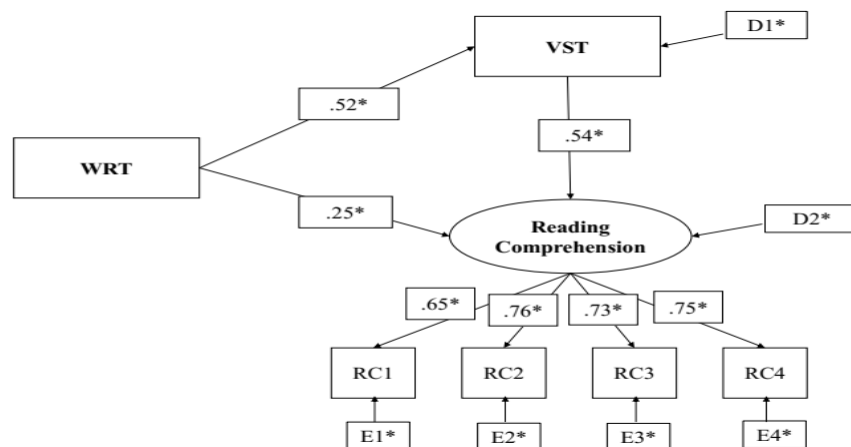 VST
D1*
.52*
.54*
WRT
.25*
Reading
Comprehension
D2*
.65*
.76*
.73*
.75*
RC1
RC2
RC3
RC4
E1*
E2*
E3*
E4*